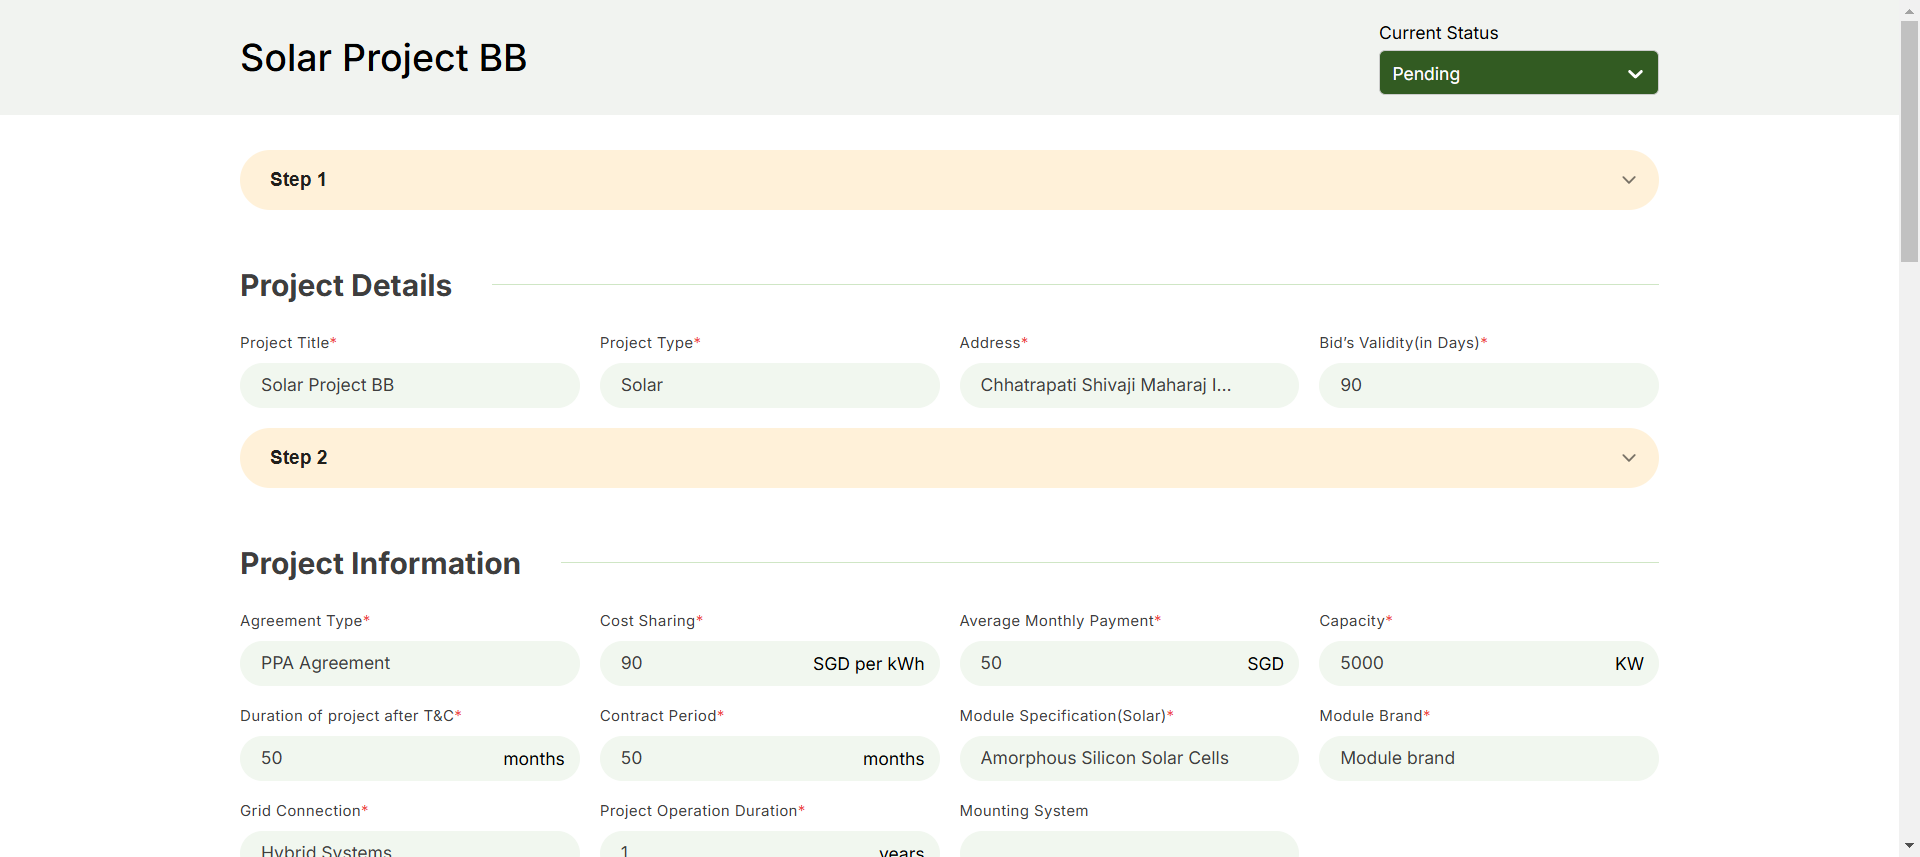 Solar Project BB
Current Status
Pending
Step 1
Project Details
Project Title*
Project Type*
Address*
Bid's Validity(in Days)*
Solar Project BB
Solar
Chhatrapati Shivaji Maharaj I...
90
Step 2
Project Information
Agreement Type*
Cost Sharing*
Average Monthly Payment*
Capacity*
PPA Agreement
90 SGD per kWh
50 SGD
5000 KW
Duration of project after T&C*
Contract Period*
Module Specification(Solar)*
Module Brand*
50 months
50 months
Amorphous Silicon Solar Cells
Module brand
Grid Connection*
Project Operation Duration*
Mounting System
Hybrid Systems
1 years